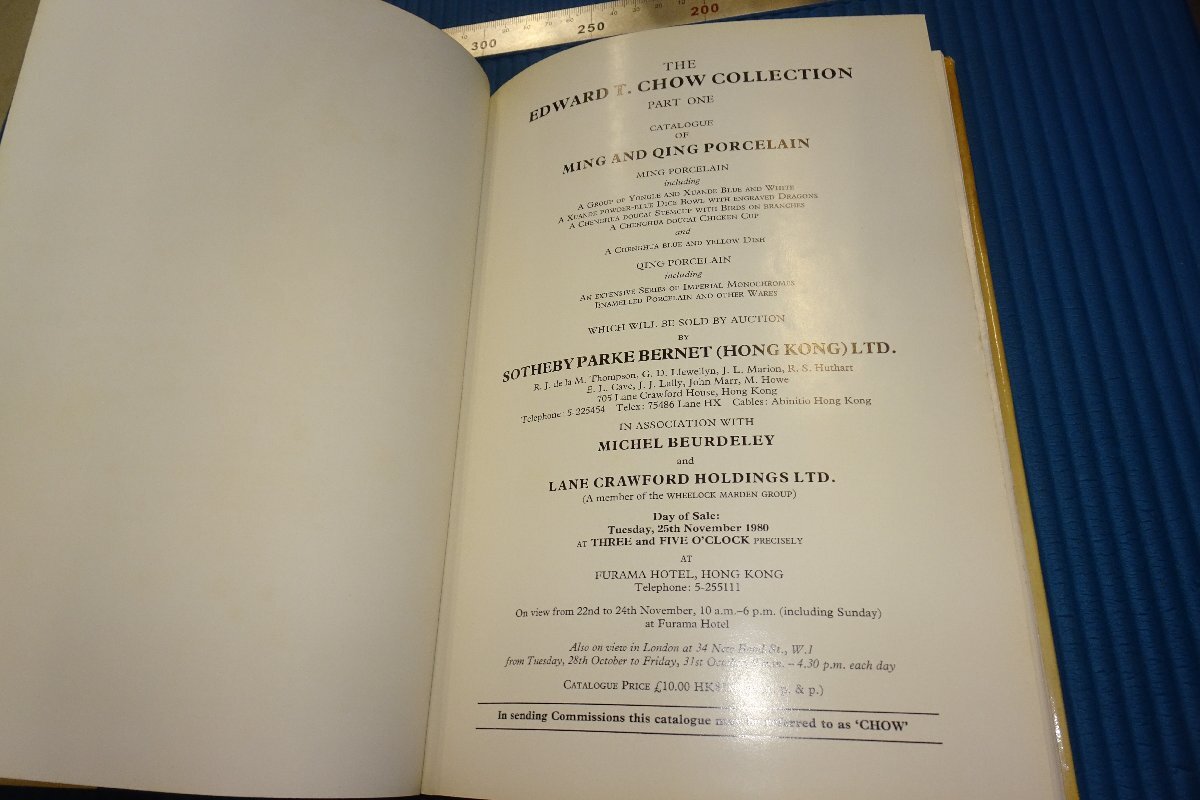 300 250 200
THE
EDWARD T. CHOW COLLECTION
PART ONE
CATALOGUE
OF
MING AND QING PORCELAIN
MING PORCELAIN
including
A GROUP OF YONGLE AND XUANDE BLUE AND WHITE
A XUANDE POWDER-BLUE DICE BOWL WITH ENGRAVED DRAGONS
A CHENGHUA DOUCAI STEMCUP WITH BIRDS ON BRANCHES
A CHENGHUA DOUCAI CHICKEN CUP
and
A CHENGHUA BLUE AND YELLOW DISH
QING PORCELAIN
including
AN EXTENSIVE SERIES OF IMPERIAL MONOCHROMES
ENAMELLED PORCELAIN AND OTHER WARES
WHICH WILL BE SOLD BY AUCTION
BY
SOTHEBY PARKE BERNET (HONG KONG) LTD.
R. J. de la M. Thompson, G. D. Llewellyn, J. L. Marion, R. S. Huthart
E. L. Cave, J. J. Lally, John Marr, M. Howe
705 Lane Crawford House, Hong Kong
Telephone: 5-225454 Telex: 75486 Lane HX Cables: Abinitio Hong Kong
IN ASSOCIATION WITH
MICHEL BEURDELEY
and
LANE CRAWFORD HOLDINGS LTD.
(A member of the WHEELOCK MARDEN GROUP)
Day of Sale:
Tuesday, 25th November 1980
AT THREE and FIVE O'CLOCK PRECISELY
AT
FURAMA HOTEL, HONG KONG
Telephone: 5-255111
On view from 22nd to 24th November, 10 a.m.–6 p.m. (including Sunday)
at Furama Hotel
Also on view in London at 34 New Bond St., W.1
from Tuesday, 28th October to Friday, 31st – 4.30 p.m. each day
CATALOGUE PRICE £10.00 & p.)
In sending Commissions this catalogue referred to as 'CHOW'